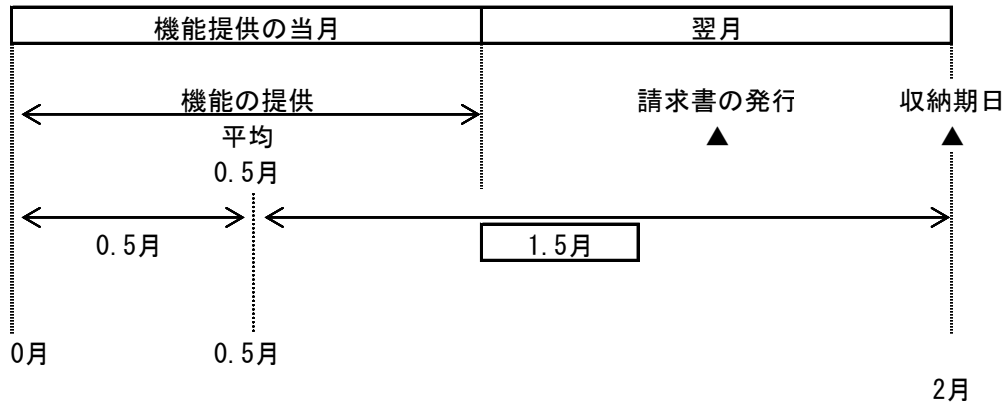 機能提供の当月 翌月
機能の提供 請求書の発行 収納期日
平均 ▲ ▲
0.5月
0.5月 1.5月
0月 0.5月
2月